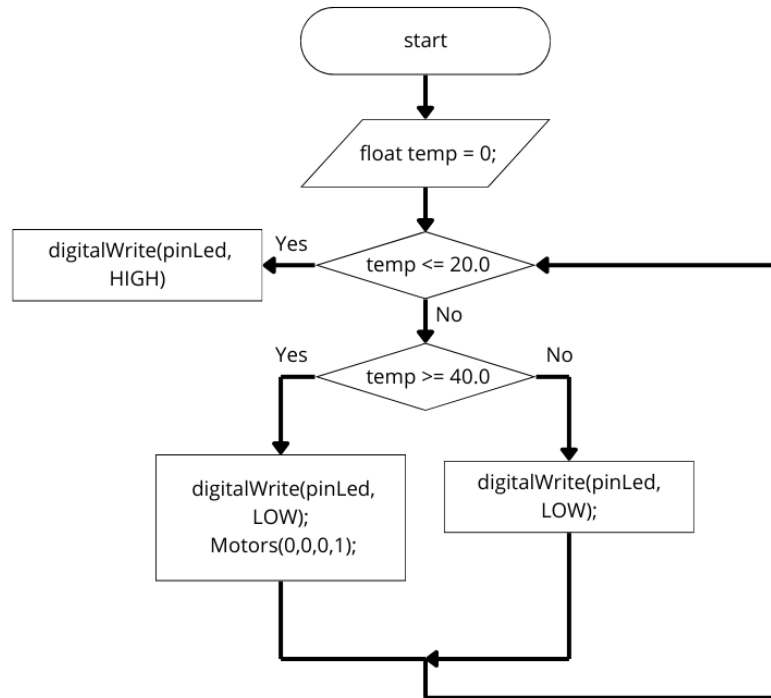 start
float temp = 0;
Yes
temp <= 20.0
digitalWrite(pinLed,
HIGH)
No
Yes
No
temp >= 40.0
digitalWrite(pinLed,
LOW);
Motors(0,0,0,1);
digitalWrite(pinLed,
LOW);